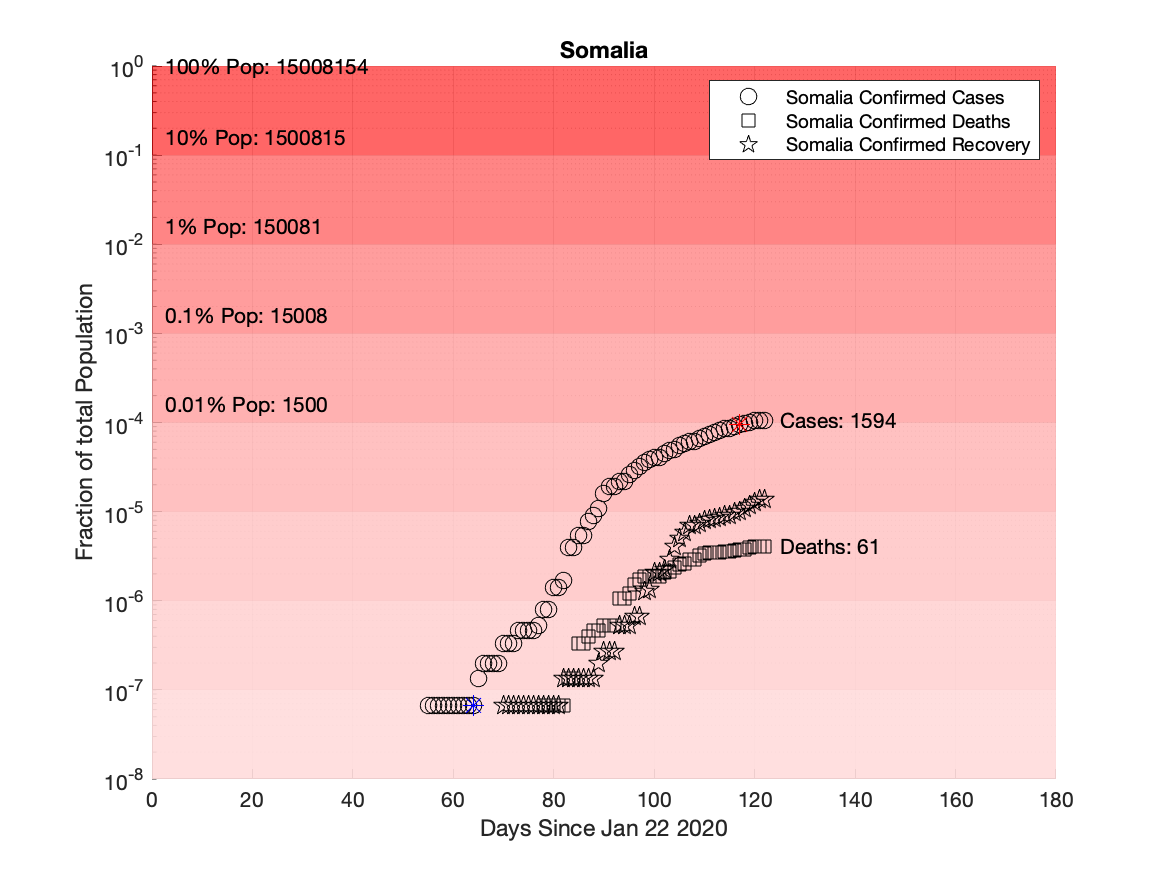 Somalia
10^0
100% Pop: 15008154
Somalia Confirmed Cases
Somalia Confirmed Deaths
Somalia Confirmed Recovery
10% Pop: 1500815
10^-1
1% Pop: 150081
10^-2
0.1% Pop: 15008
10^-3
0.01% Pop: 1500
10^-4
Cases: 1594
10^-5
Deaths: 61
10^-6
10^-7
10^-8
Fraction of total Population
0 20 40 60 80 100 120 140 160 180
Days Since Jan 22 2020